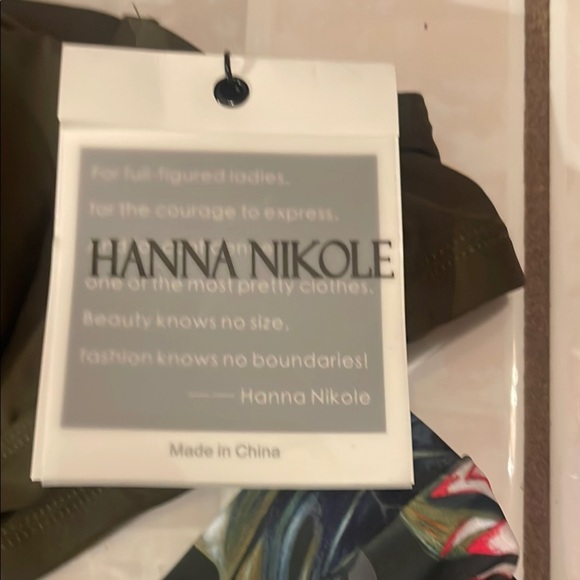 For full-figured ladies,
for the courage to express,
HANNA NIKOLE
one of the most pretty clothes.
Beauty knows no size,
fashion knows no boundaries!
—— Hanna Nikole
Made in China